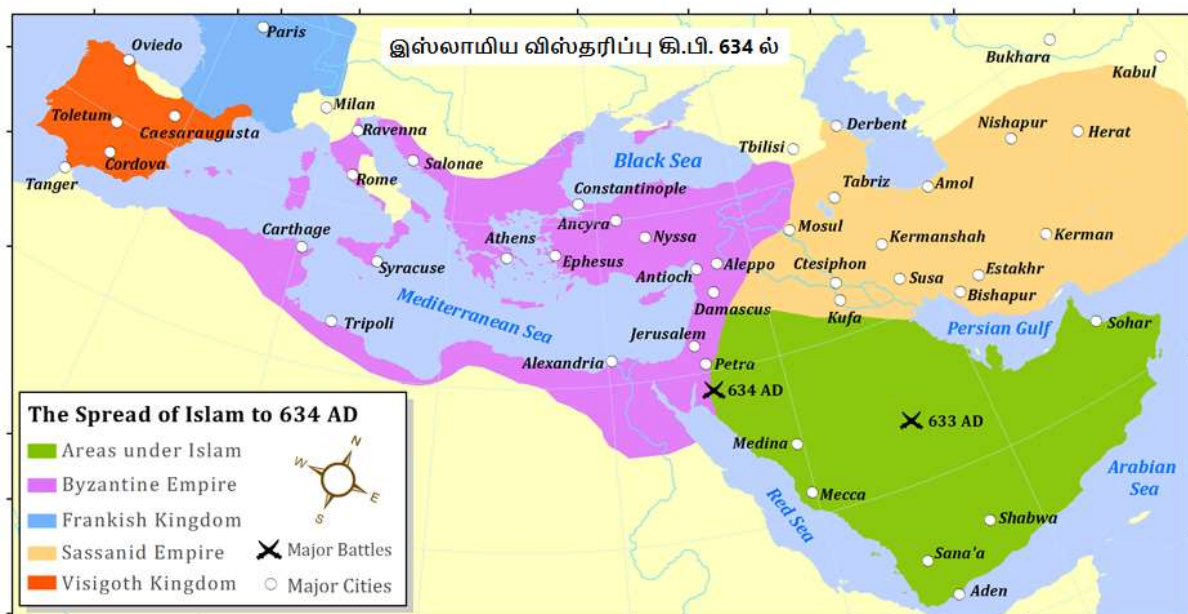 இஸ்லாமிய விஸ்தரிப்பு கி.பி. 634 ல்
Paris
Oviedo
Bukhara
Kabul
Milan
Toletum
Caesaraugusta
Ravenna
Derbent
Nishapur
Herat
Cordova
Salonae
Black Sea
Tbilisi
Tanger
Rome
Constantinople
Tabriz
Amol
Carthage
Athens
Ancyra
Nyssa
Mosul
Kermanshah
Kerman
Syracuse
Ephesus
Antioch
Aleppo
Ctesiphon
Susa
Estakhr
Bishapur
Mediterranean Sea
Damascus
Kufa
Tripoli
Jerusalem
Persian Gulf
Sohar
Alexandria
Petra
634 AD
633 AD
Medina
Mecca
Red Sea
Arabian
Sea
Shabwa
Sana'a
Aden
The Spread of Islam to 634 AD
Areas under Islam
Byzantine Empire
Frankish Kingdom
Sassanid Empire
Visigoth Kingdom
N
W
E
S
Major Battles
Major Cities